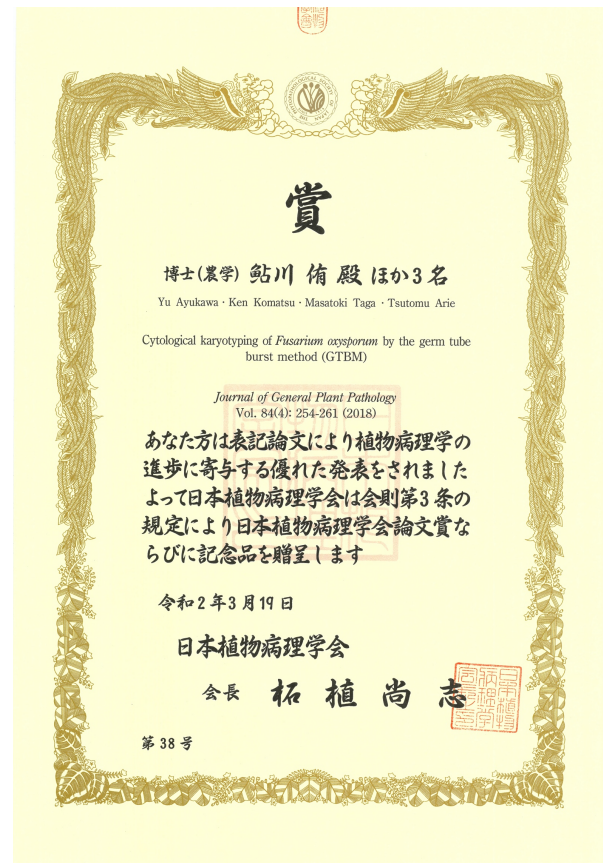 賞
博士(農学) 鮎川 侑 殿 ほか3名
Yu Ayukawa · Ken Komatsu · Masatoki Taga · Tsutomu Arie
Cytological karyotyping of Fusarium oxysporum by the germ tube
burst method (GTBM)
Journal of General Plant Pathology
Vol. 84(4): 254-261 (2018)
あなた方は表記論文により植物病理学の
進歩に寄与する優れた発表をされました
よって日本植物病理学会は会則第3条の
規定により日本植物病理学会論文賞な
らびに記念品を贈呈します
令和2年3月19日
日本植物病理学会
会長 柘植尚志
第38号